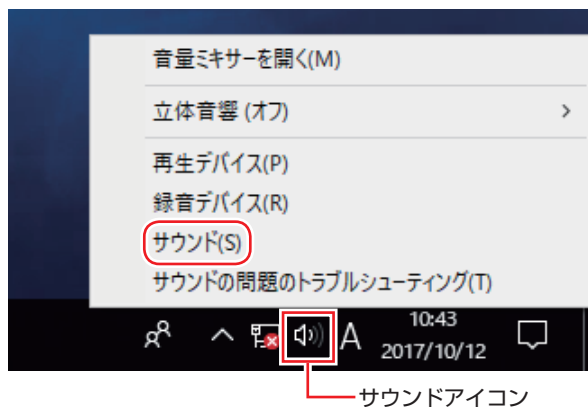 音量ミキサーを開く(M)
立体音響 (オフ)
再生デバイス(P)
録音デバイス(R)
サウンド(S)
サウンドの問題のトラブルシューティング(T)
A
10:43
2017/10/12
サウンドアイコン